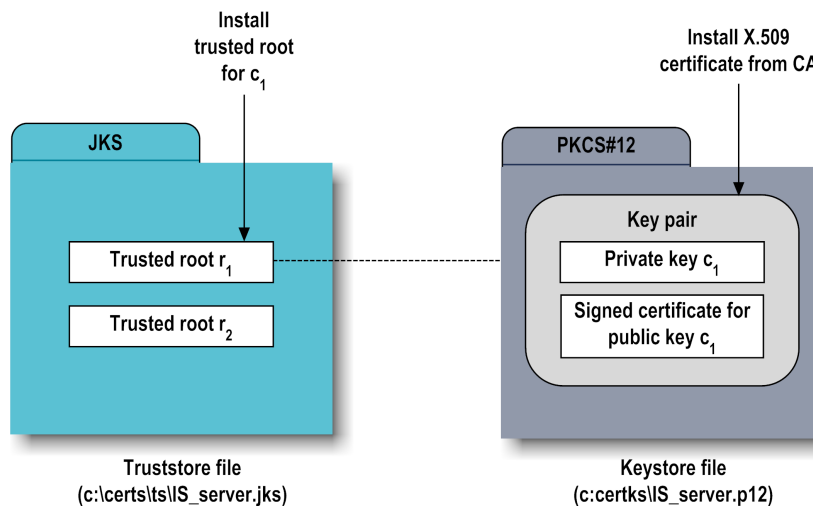 Install
trusted root
for c1
Install X.509
certificate from CA
JKS
PKCS#12
Key pair
Trusted root r1
Private key c1
Trusted root r2
Signed certificate for
public key c1
Truststore file
(c:\certs\ts\IS_server.jks)
Keystore file
(c:certks\IS_server.p12)